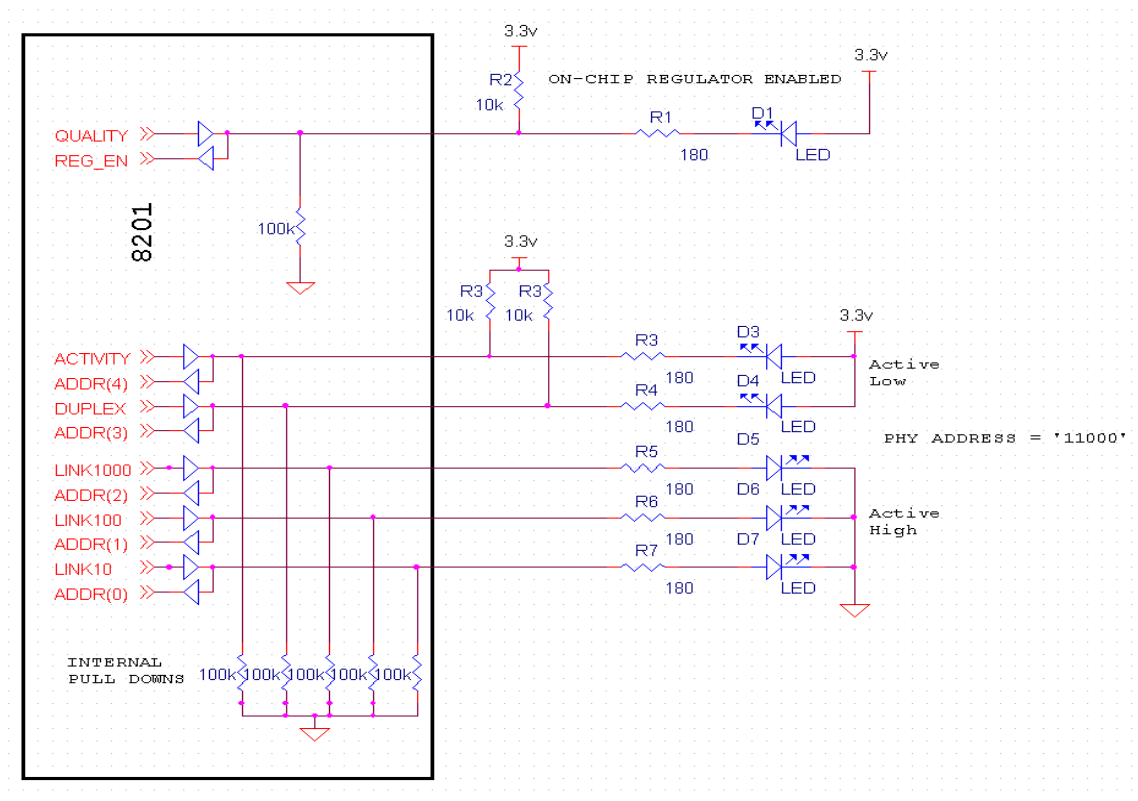 3.3v
3.3v
R2
10k
ON-CHIP REGULATOR ENABLED
D1
R1
180
LED
QUALITY
REG_EN
100k
8201
3.3v
R3
R3
10k
10k
3.3v
ACTIVITY
R3
180
D3
LED
Active
Low
ADDR(4)
DUPLEX
R4
180
D4
LED
ADDR(3)
PHY ADDRESS = '11000'
LINK1000
R5
180
D5
LED
ADDR(2)
LINK100
R6
180
D6
LED
Active
High
ADDR(1)
LINK10
R7
180
D7
LED
ADDR(0)
INTERNAL
PULL DOWNS
100k
100k
100k
100k
100k